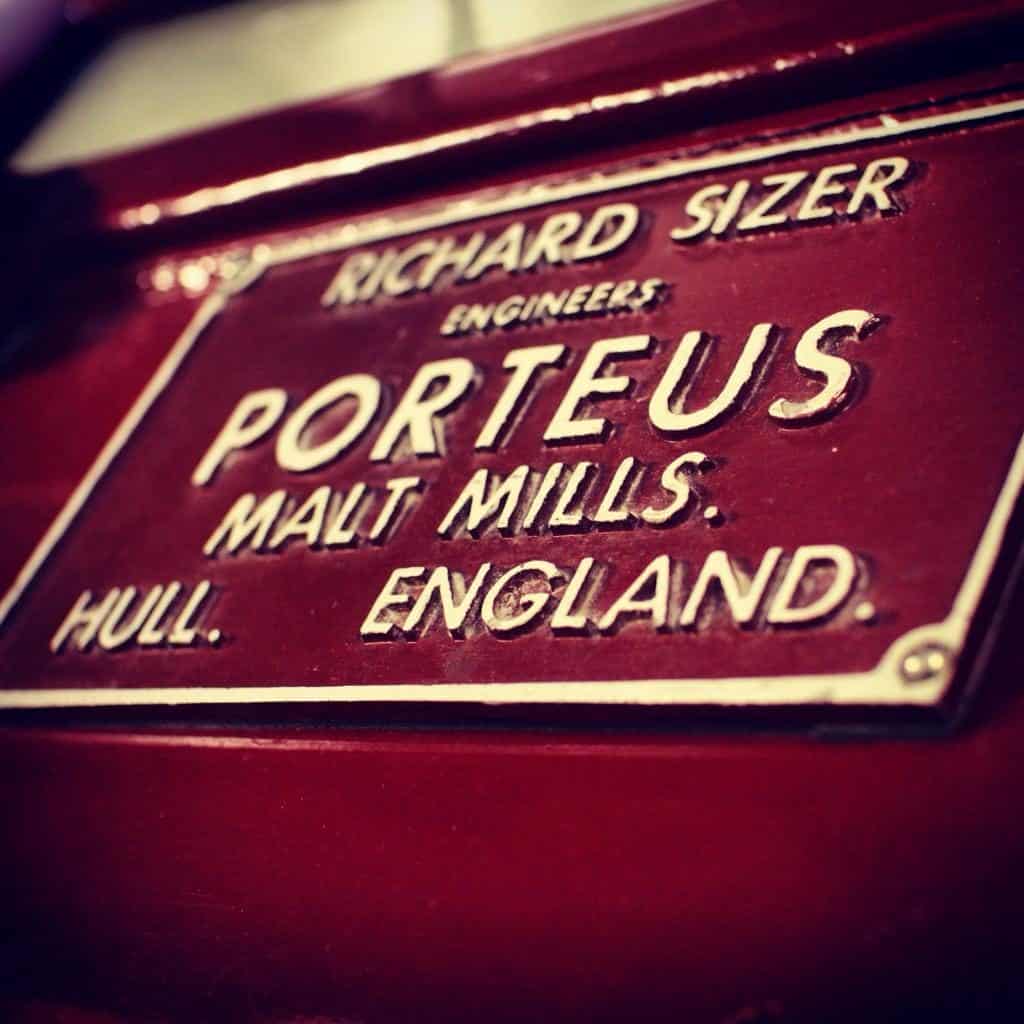 RICHARD SIZER
ENGINEERS
PORTEUS
MALT MILLS.
HULL. ENGLAND.